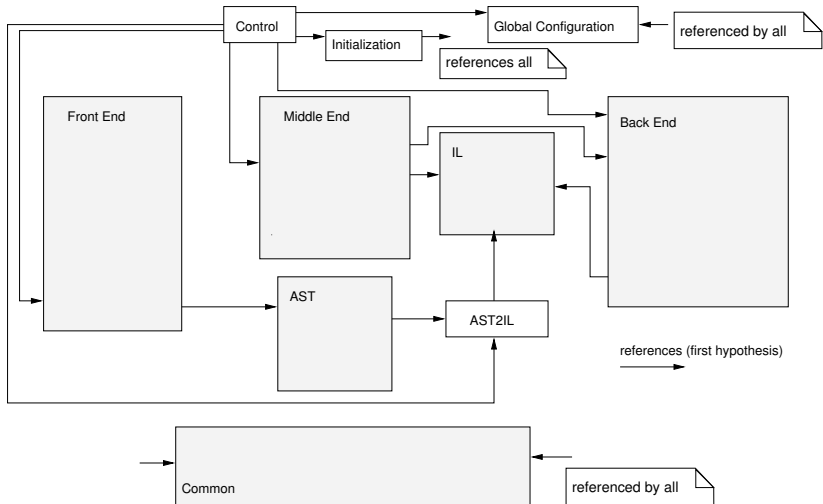 Control
Global Configuration
referenced by all
Initialization
references all
Front End
Middle End
Back End
IL
AST
AST2IL
references (first hypothesis)
Common
referenced by all